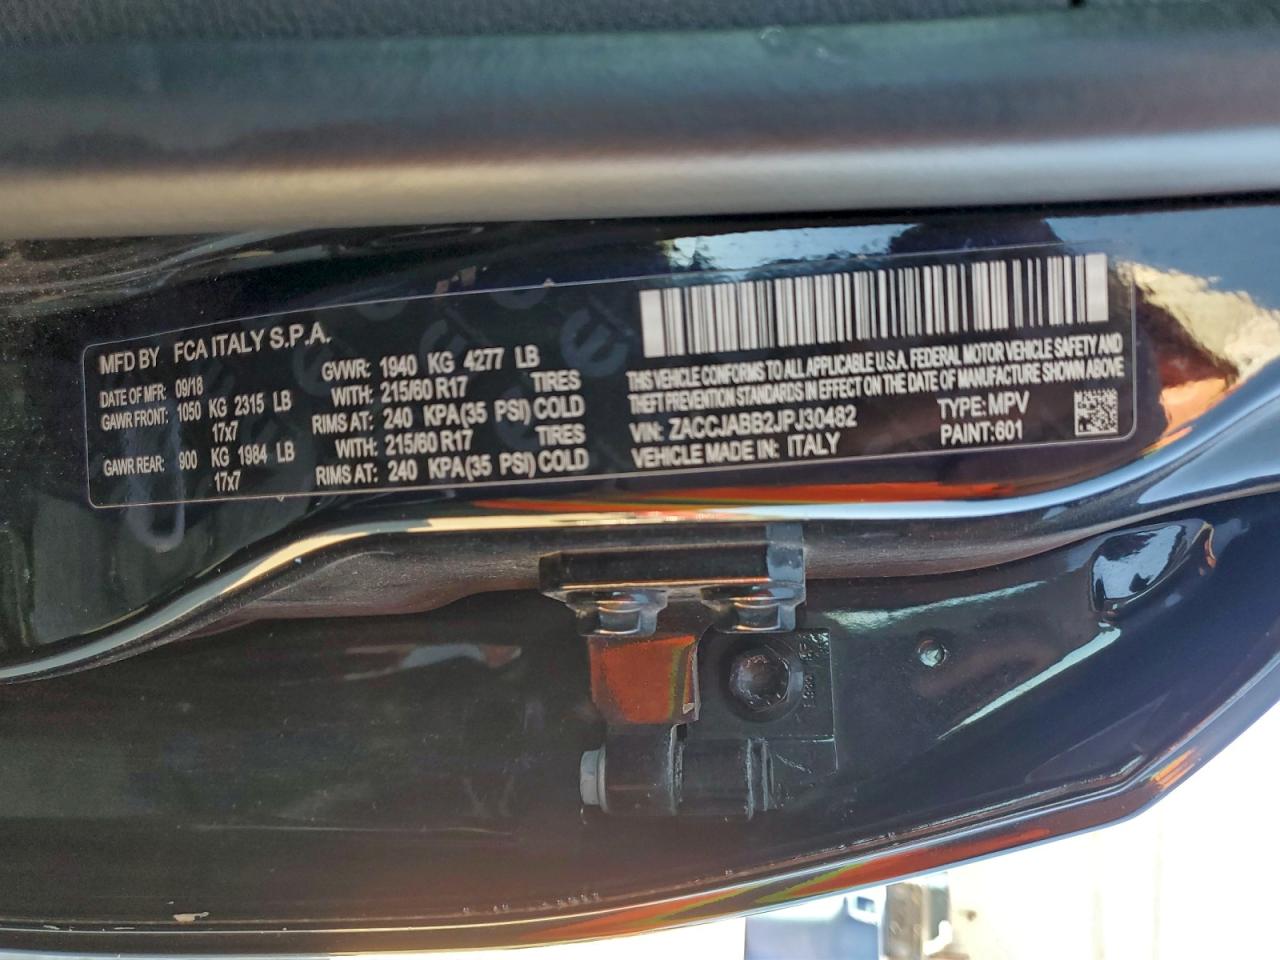 MFD BY FCA ITALY S.P.A.
DATE OF MFR: 09/18 GVWR: 1940 KG 4277 LB
GAWR FRONT: 1050 KG 2315 LB WITH: 215/60 R17 TIRES
17x7 RIMS AT: 240 KPA(35 PSI) COLD
GAWR REAR: 900 KG 1984 LB WITH: 215/60 R17 TIRES
17x7 RIMS AT: 240 KPA(35 PSI) COLD
THIS VEHICLE CONFORMS TO ALL APPLICABLE U.S.A. FEDERAL MOTOR VEHICLE SAFETY AND
THEFT PREVENTION STANDARDS IN EFFECT ON THE DATE OF MANUFACTURE SHOWN ABOVE
VIN: ZACCJABB2JPJ30482 TYPE: MPV
VEHICLE MADE IN: ITALY PAINT:601